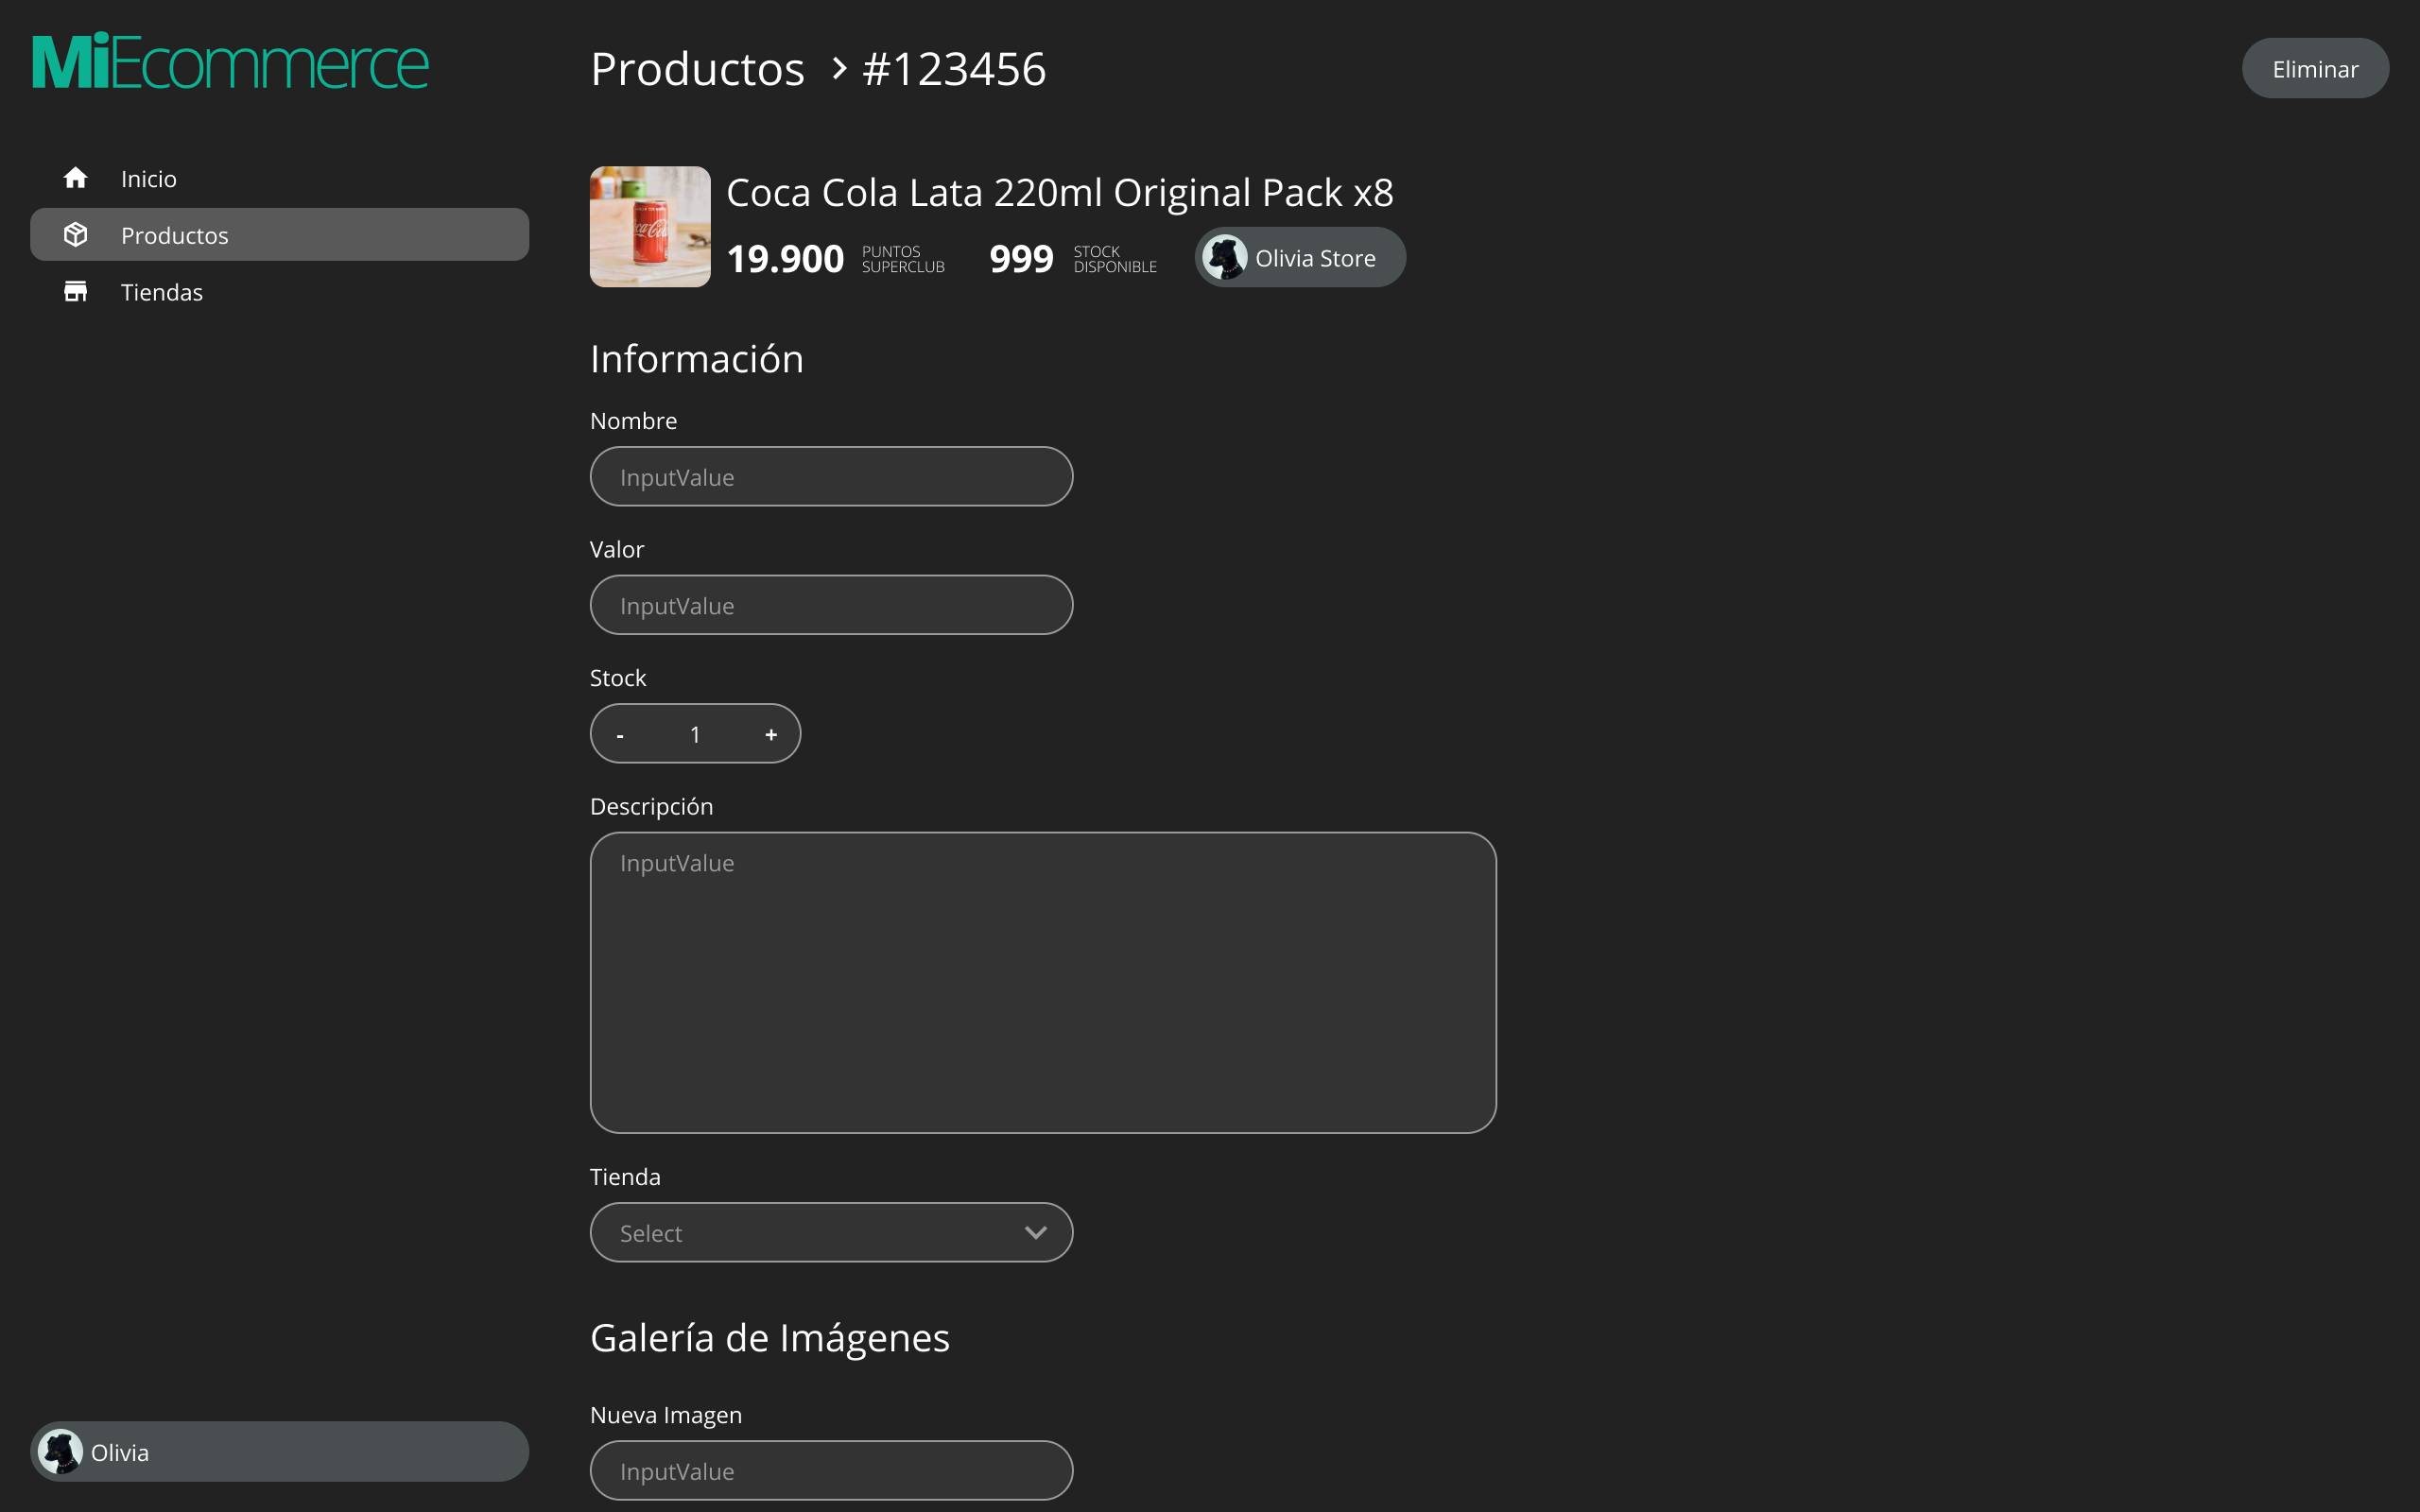 MiEcommerce
Inicio
Productos
Tiendas
Olivia
Productos > #123456
Eliminar
Coca Cola Lata 220ml Original Pack x8
19.900 PUNTOS SUPERCLUB 999 STOCK DISPONIBLE Olivia Store
Información
Nombre
InputValue
Valor
InputValue
Stock
- 1 +
Descripción
InputValue
Tienda
Select
Galería de Imágenes
Nueva Imagen
InputValue